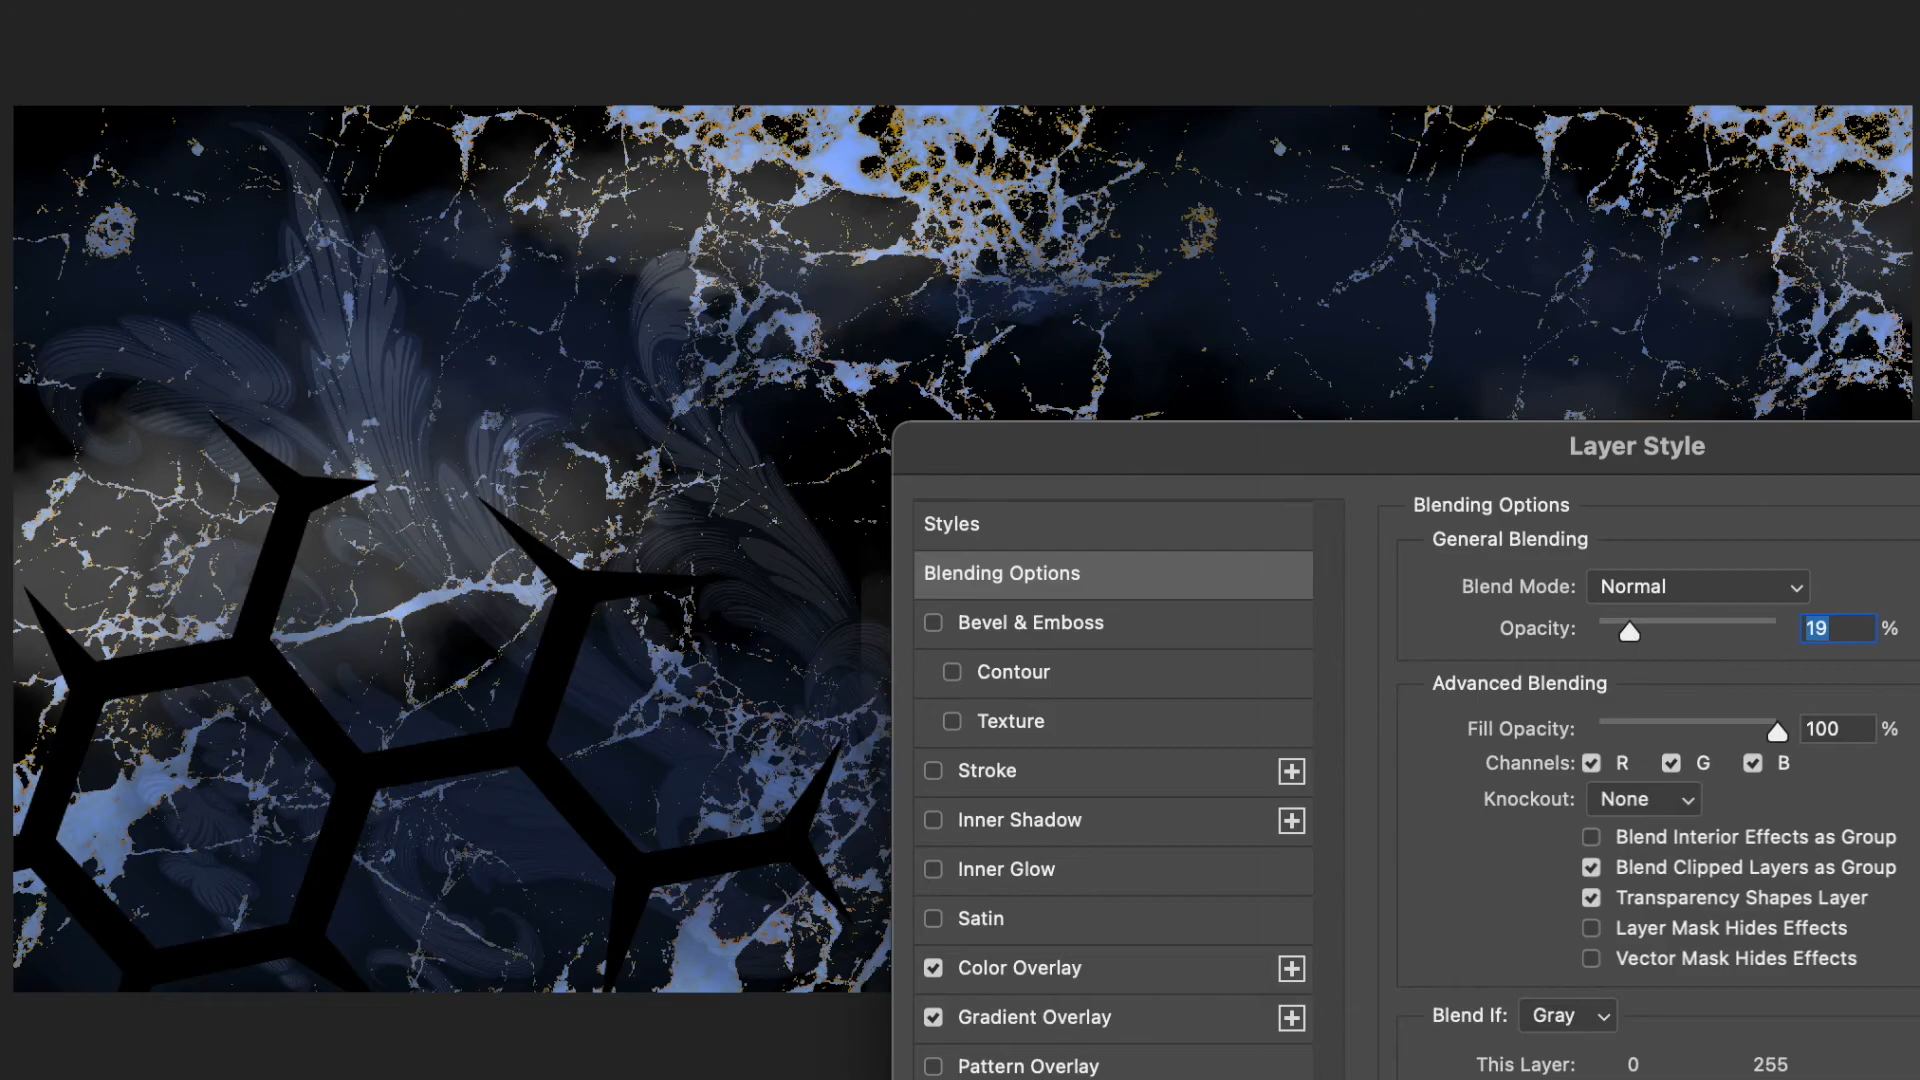 Layer Style
Styles
Blending Options
Bevel & Emboss
Contour
Texture
Stroke
Inner Shadow
Inner Glow
Satin
Color Overlay
Gradient Overlay
Pattern Overlay
Blending Options
General Blending
Blend Mode: Normal
Opacity: 19 %
Advanced Blending
Fill Opacity: 100 %
Channels: R G B
Knockout: None
Blend Interior Effects as Group
Blend Clipped Layers as Group
Transparency Shapes Layer
Layer Mask Hides Effects
Vector Mask Hides Effects
Blend If: Gray
This Layer: 0 255